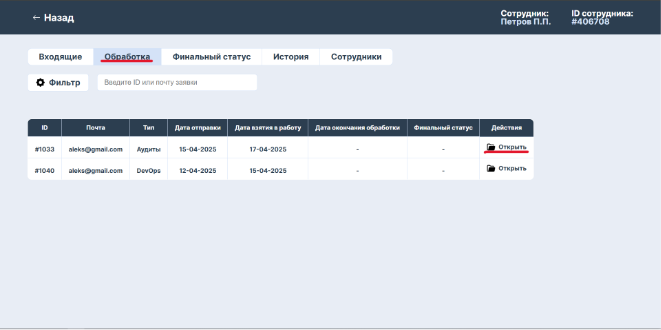 ← Назад
Сотрудник:
Петров П.П.
ID сотрудника:
#406708
Входящие Обработка Финальный статус История Сотрудники
Фильтр Введите ID или почту заявки
ID Почта Тип Дата отправки Дата взятия в работу Дата окончания обработки Финальный статус Действия
#1033 aleks@gmail.com Аудиты 15-04-2025 17-04-2025 - - Открыть
#1040 aleks@gmail.com DevOps 12-04-2025 15-04-2025 - - Открыть